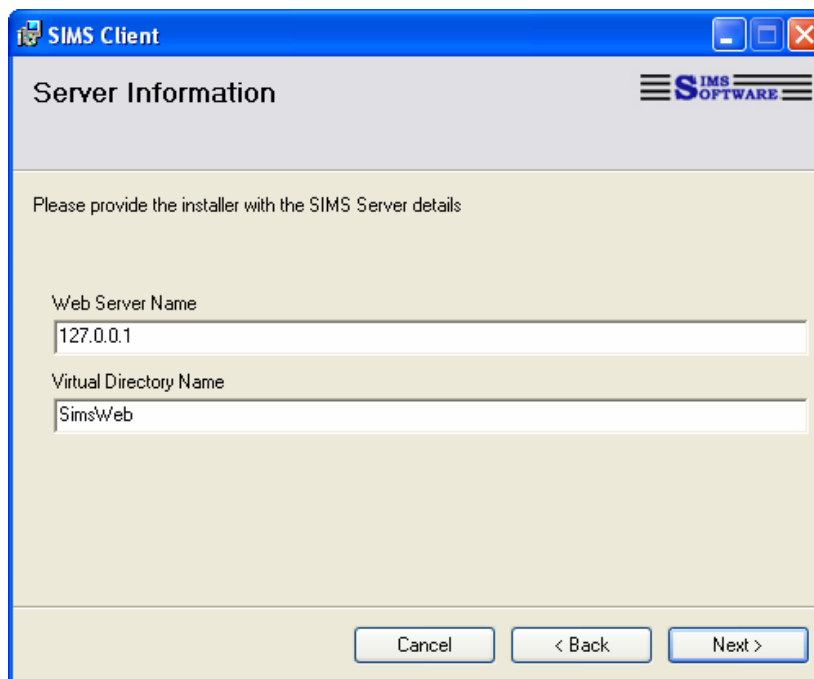 SIMS Client
Server Information
SIMS
SOFTWARE
Please provide the installer with the SIMS Server details
Web Server Name
127.0.0.1
Virtual Directory Name
SimsWeb
Cancel
< Back
Next >